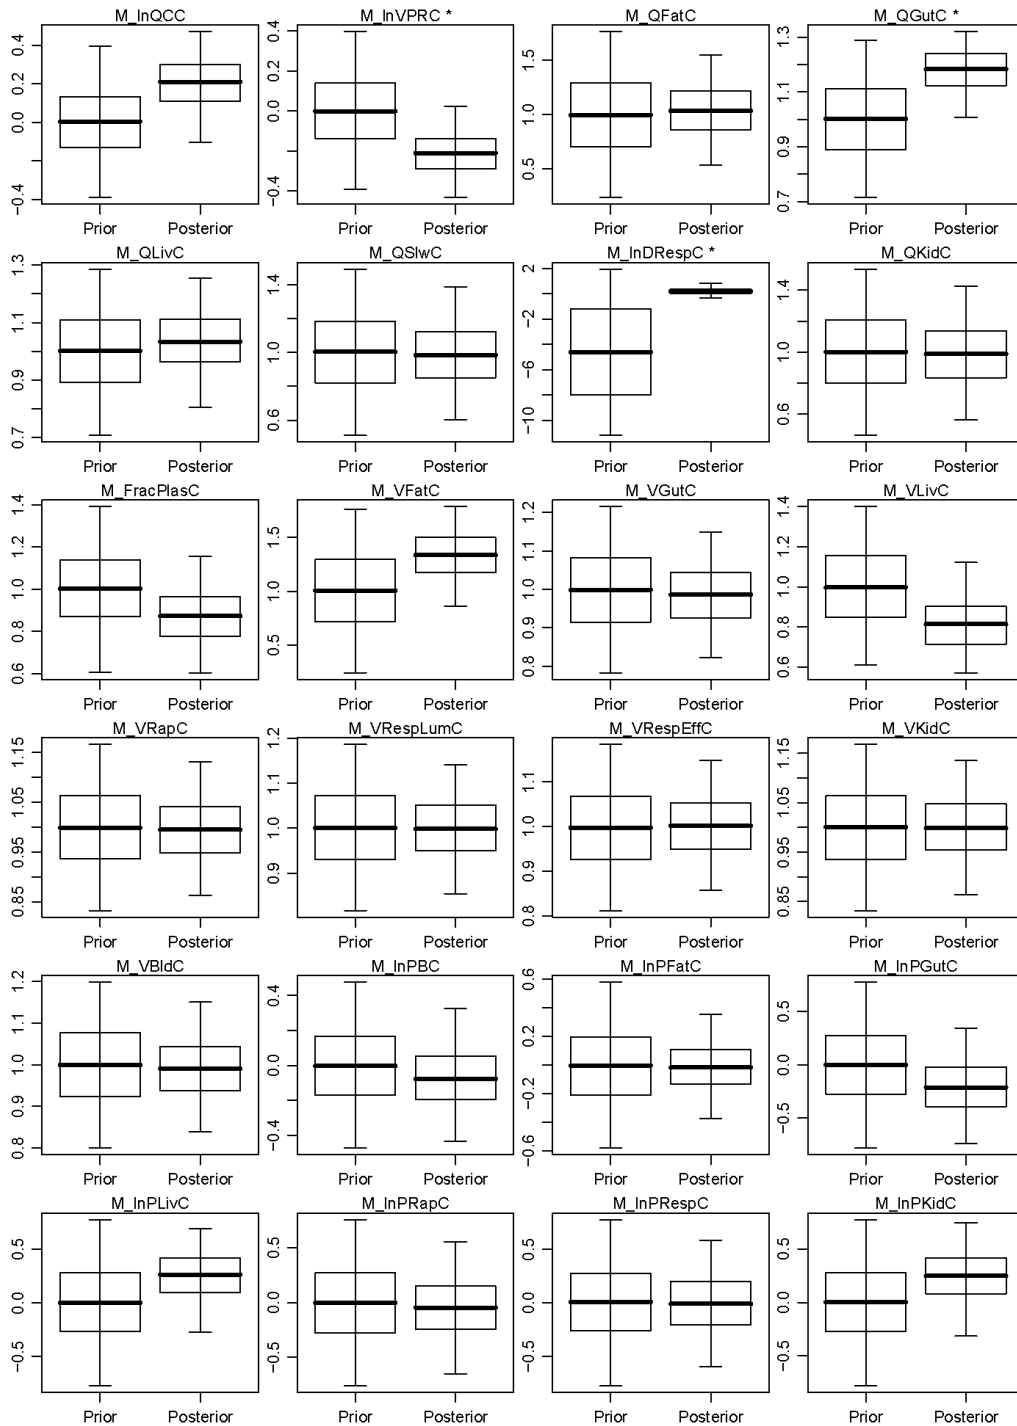 M_lnQCC
0.4
0.2
0.0
−0.4
Prior Posterior
M_lnVPRC *
0.4
0.0
−0.4
Prior Posterior
M_QFatC
1.5
1.0
0.5
Prior Posterior
M_QGutC *
1.3
1.1
0.9
0.7
Prior Posterior
M_QLivC
1.3
1.1
0.9
0.7
Prior Posterior
M_QSlwC
1.4
1.0
0.6
Prior Posterior
M_lnDRespC *
2
−2
−6
−10
Prior Posterior
M_QKidC
1.4
1.0
0.6
Prior Posterior
M_FracPlasC
1.4
1.2
1.0
0.8
0.6
Prior Posterior
M_VFatC
1.5
1.0
0.5
Prior Posterior
M_VGutC
1.2
1.1
1.0
0.9
0.8
Prior Posterior
M_VLivC
1.4
1.2
1.0
0.8
0.6
Prior Posterior
M_VRapC
1.15
1.05
0.95
0.85
Prior Posterior
M_VRespLumC
1.2
1.1
1.0
0.9
Prior Posterior
M_VRespEffC
1.1
1.0
0.9
0.8
Prior Posterior
M_VKidC
1.15
1.05
0.95
0.85
Prior Posterior
M_VBldC
1.2
1.1
1.0
0.9
0.8
Prior Posterior
M_lnPBC
0.4
0.0
−0.4
Prior Posterior
M_lnPFatC
0.6
0.2
−0.2
−0.6
Prior Posterior
M_lnPGutC
0.5
0.0
−0.5
Prior Posterior
M_lnPLivC
0.5
0.0
−0.5
Prior Posterior
M_lnPRapC
0.5
0.0
−0.5
Prior Posterior
M_lnPRespC
0.5
0.0
−0.5
Prior Posterior
M_lnPKidC
0.5
0.0
−0.5
Prior Posterior